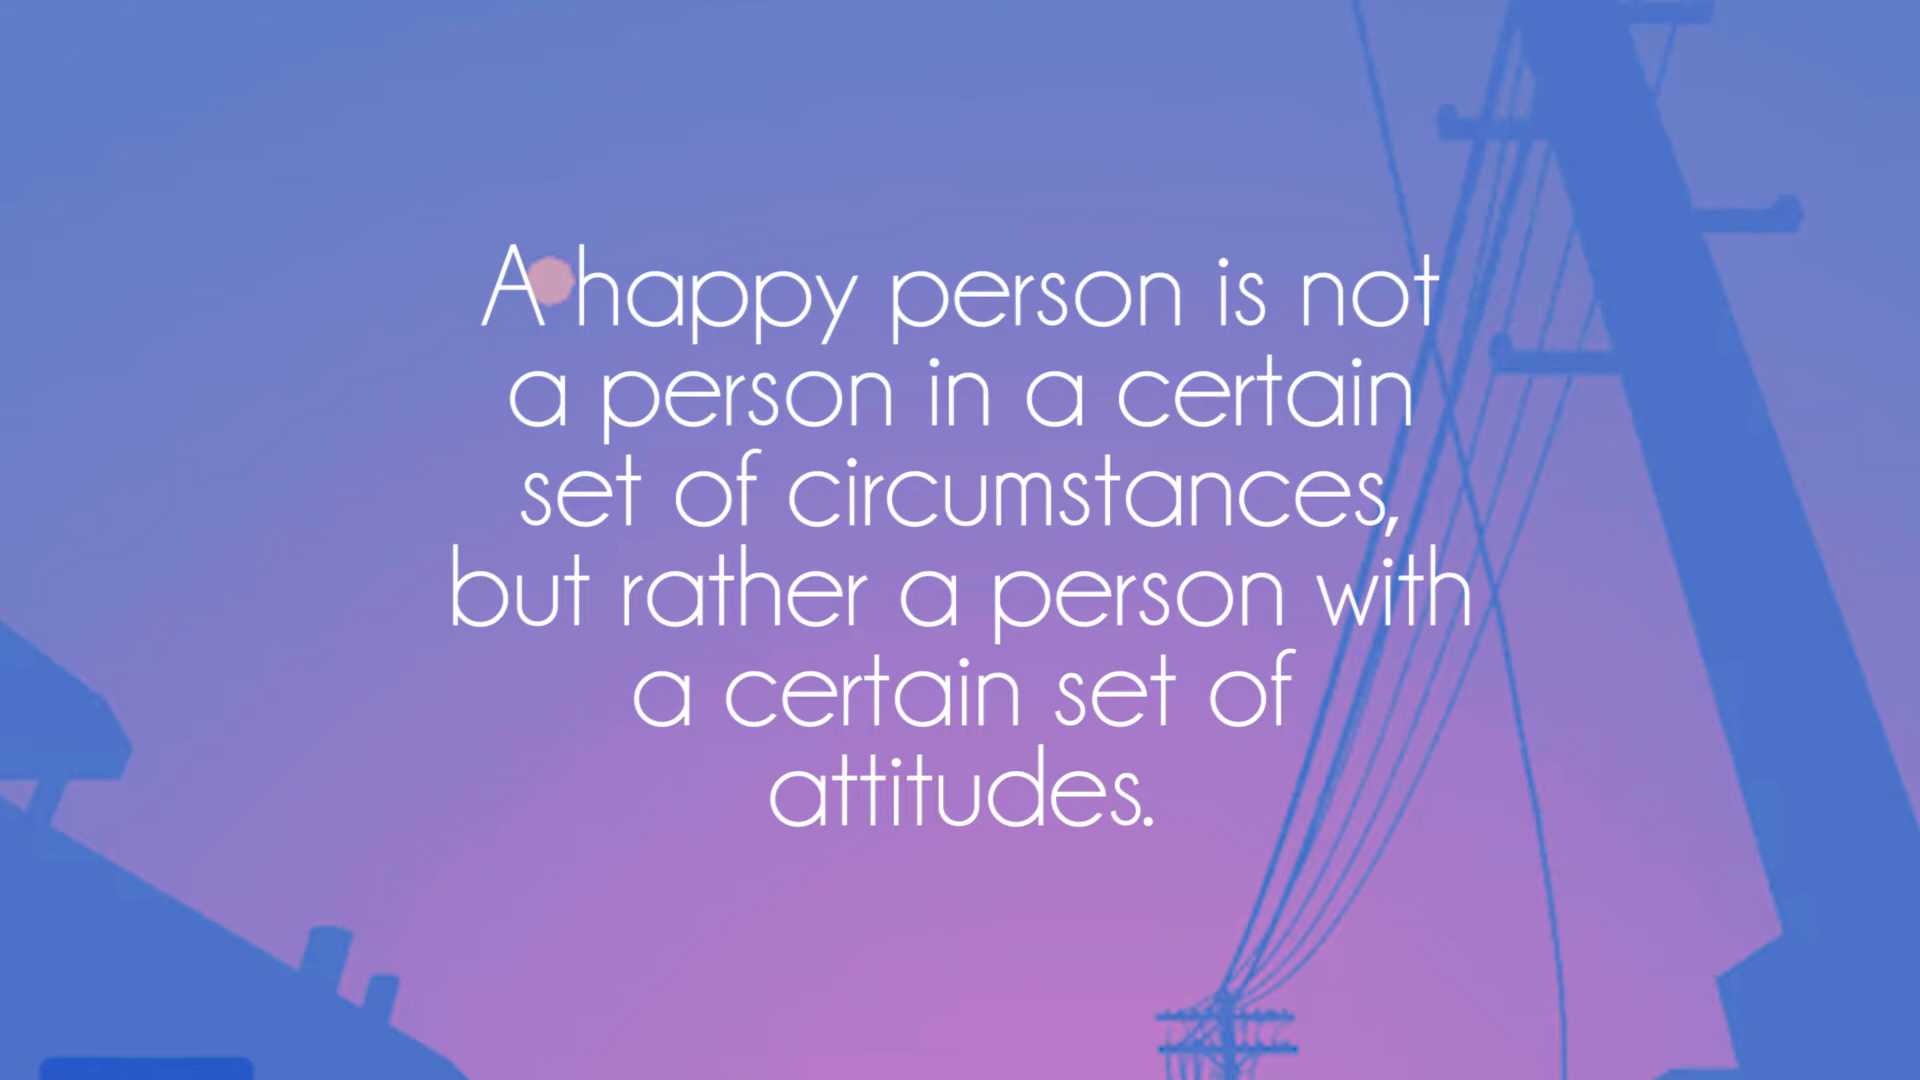 A happy person is not
a person in a certain
set of circumstances,
but rather a person with
a certain set of
attitudes.